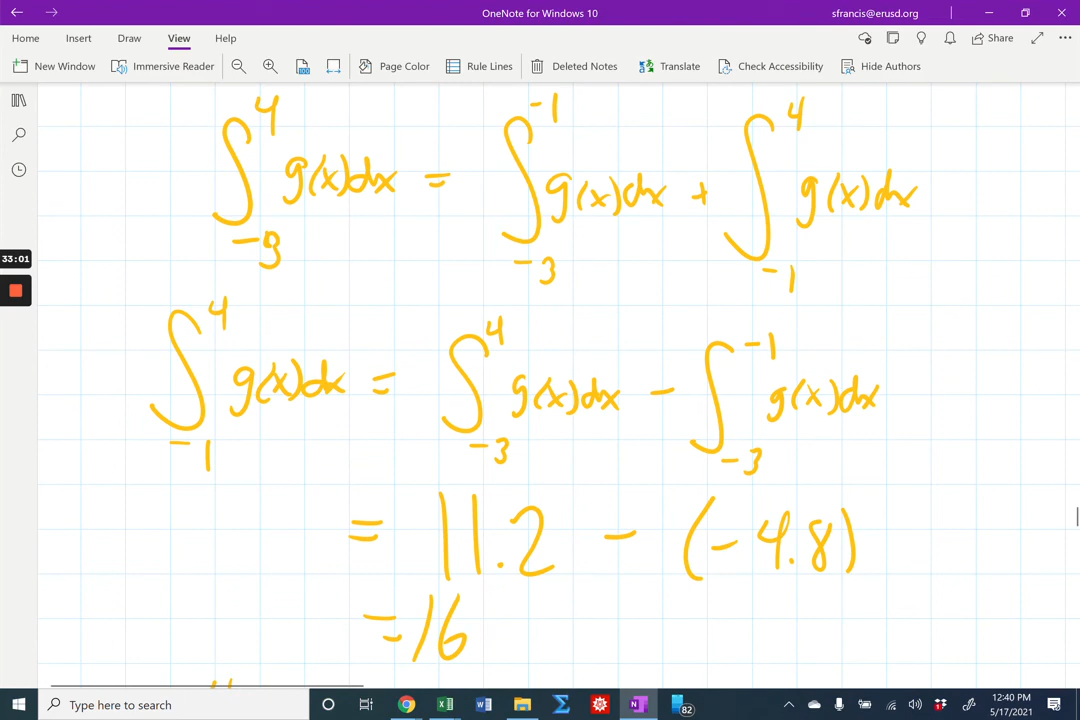 OneNote for Windows 10 sfrancis@erusd.org
Home Insert Draw View Help Share
New Window Immersive Reader Page Color Rule Lines Deleted Notes Translate Check Accessibility Hide Authors
∫_{-3}^{4} g(x)dx = ∫_{-3}^{-1} g(x)dx + ∫_{-1}^{4} g(x)dx
33:01
∫_{-1}^{4} g(x)dx = ∫_{-3}^{4} g(x)dx - ∫_{-3}^{-1} g(x)dx
= 11.2 - (-4.8)
= 16
Type here to search 82 12:40 PM
5/17/2021